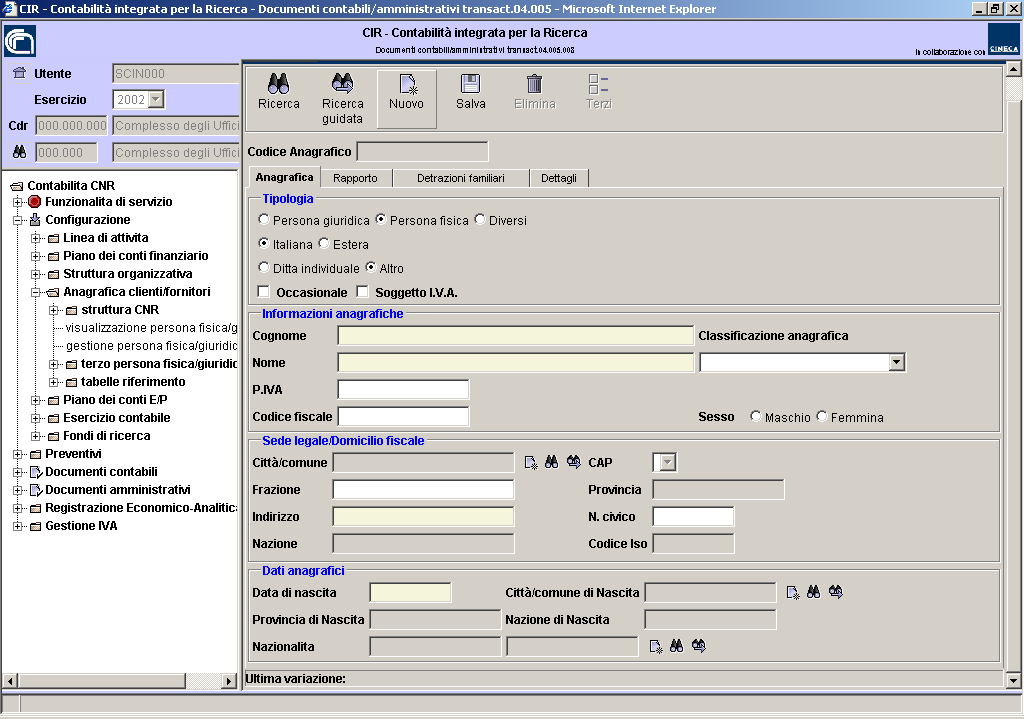 CIR - Contabilità integrata per la Ricerca - Documenti contabili/amministrativi transact.04.005 - Microsoft Internet Explorer
CIR - Contabilità integrata per la Ricerca
Documenti contabili/amministrativi transact.04.005.008
In collaborazione con
CINECA
Utente SCIN000
Esercizio 2002
Cdr 000.000.000 Complesso degli Uffici
000.000 Complesso degli Uffici
Contabilita CNR
Funzionalita di servizio
Configurazione
Linea di attivita
Piano dei conti finanziario
Struttura organizzativa
Anagrafica clienti/fornitori
struttura CNR
visualizzazione persona fisica/g
gestione persona fisica/giuridic
terzo persona fisica/giuridic
tabelle riferimento
Piano dei conti E/P
Esercizio contabile
Fondi di ricerca
Preventivi
Documenti contabili
Documenti amministrativi
Registrazione Economico-Analitica
Gestione IVA
Ricerca
Ricerca guidata
Nuovo
Salva
Elimina
Terzi
Codice Anagrafico
Anagrafica Rapporto Detrazioni familiari Dettagli
Tipologia
Persona giuridica Persona fisica Diversi
Italiana Estera
Ditta individuale Altro
Occasionale Soggetto I.V.A.
Informazioni anagrafiche
Cognome Classificazione anagrafica
Nome
P.IVA
Codice fiscale Sesso Maschio Femmina
Sede legale/Domicilio fiscale
Città/comune CAP
Frazione Provincia
Indirizzo N. civico
Nazione Codice Iso
Dati anagrafici
Data di nascita Città/comune di Nascita
Provincia di Nascita Nazione di Nascita
Nazionalita
Ultima variazione: